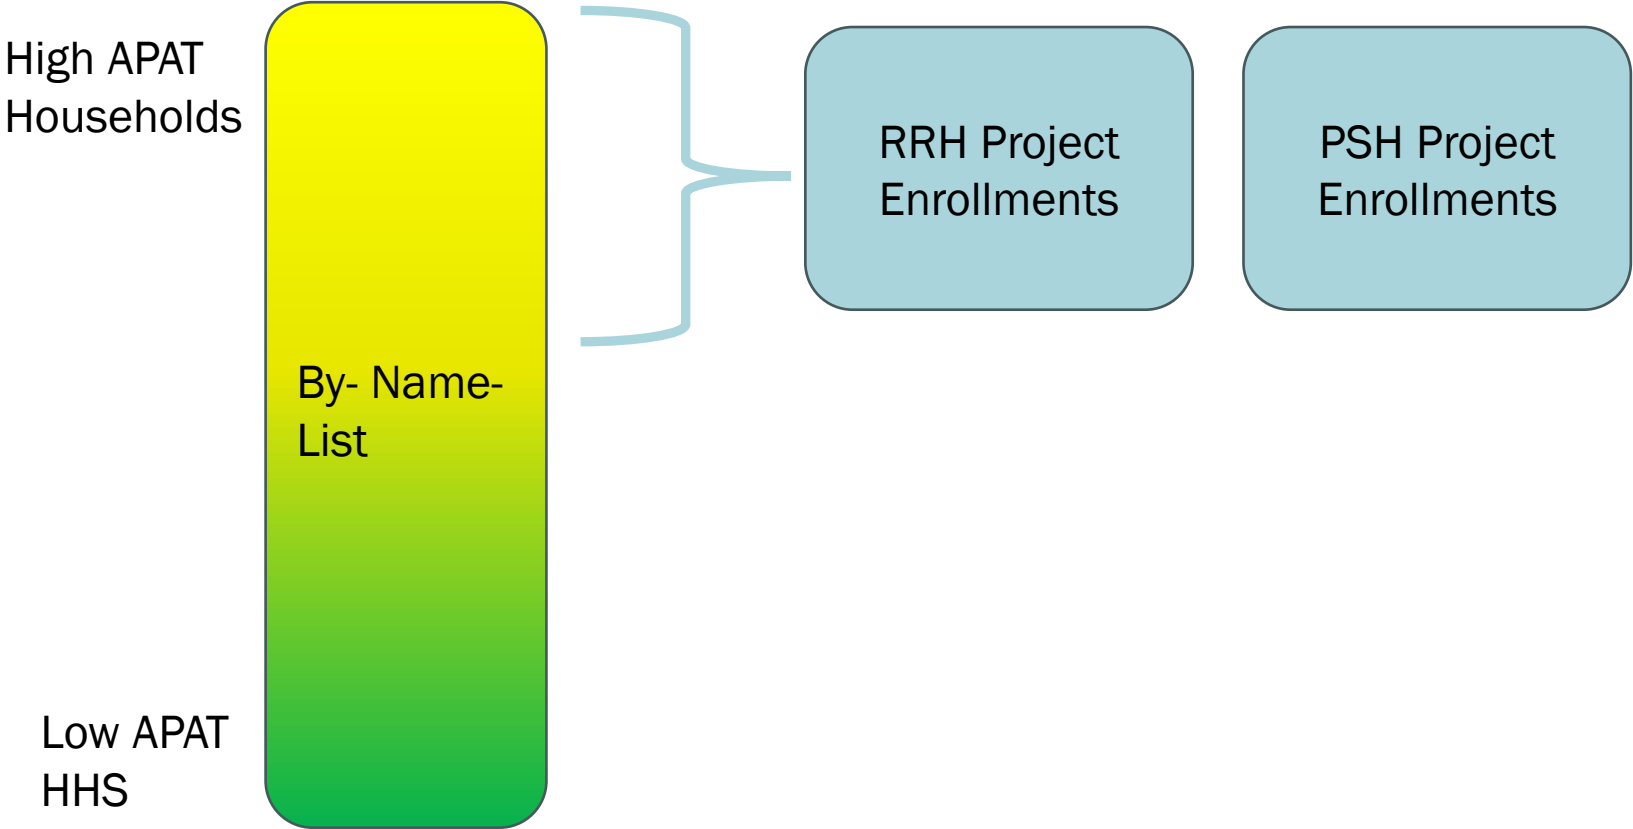 High APAT
Households
RRH Project
Enrollments
PSH Project
Enrollments
By- Name-
List
Low APAT
HHS